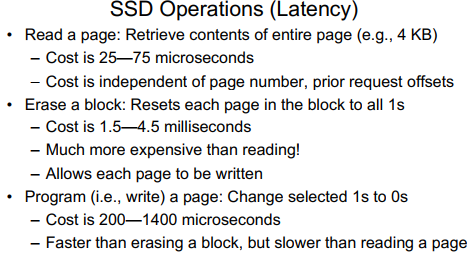 SSD Operations (Latency)
• Read a page: Retrieve contents of entire page (e.g., 4 KB)
– Cost is 25—75 microseconds
– Cost is independent of page number, prior request offsets
• Erase a block: Resets each page in the block to all 1s
– Cost is 1.5—4.5 milliseconds
– Much more expensive than reading!
– Allows each page to be written
• Program (i.e., write) a page: Change selected 1s to 0s
– Cost is 200—1400 microseconds
– Faster than erasing a block, but slower than reading a page